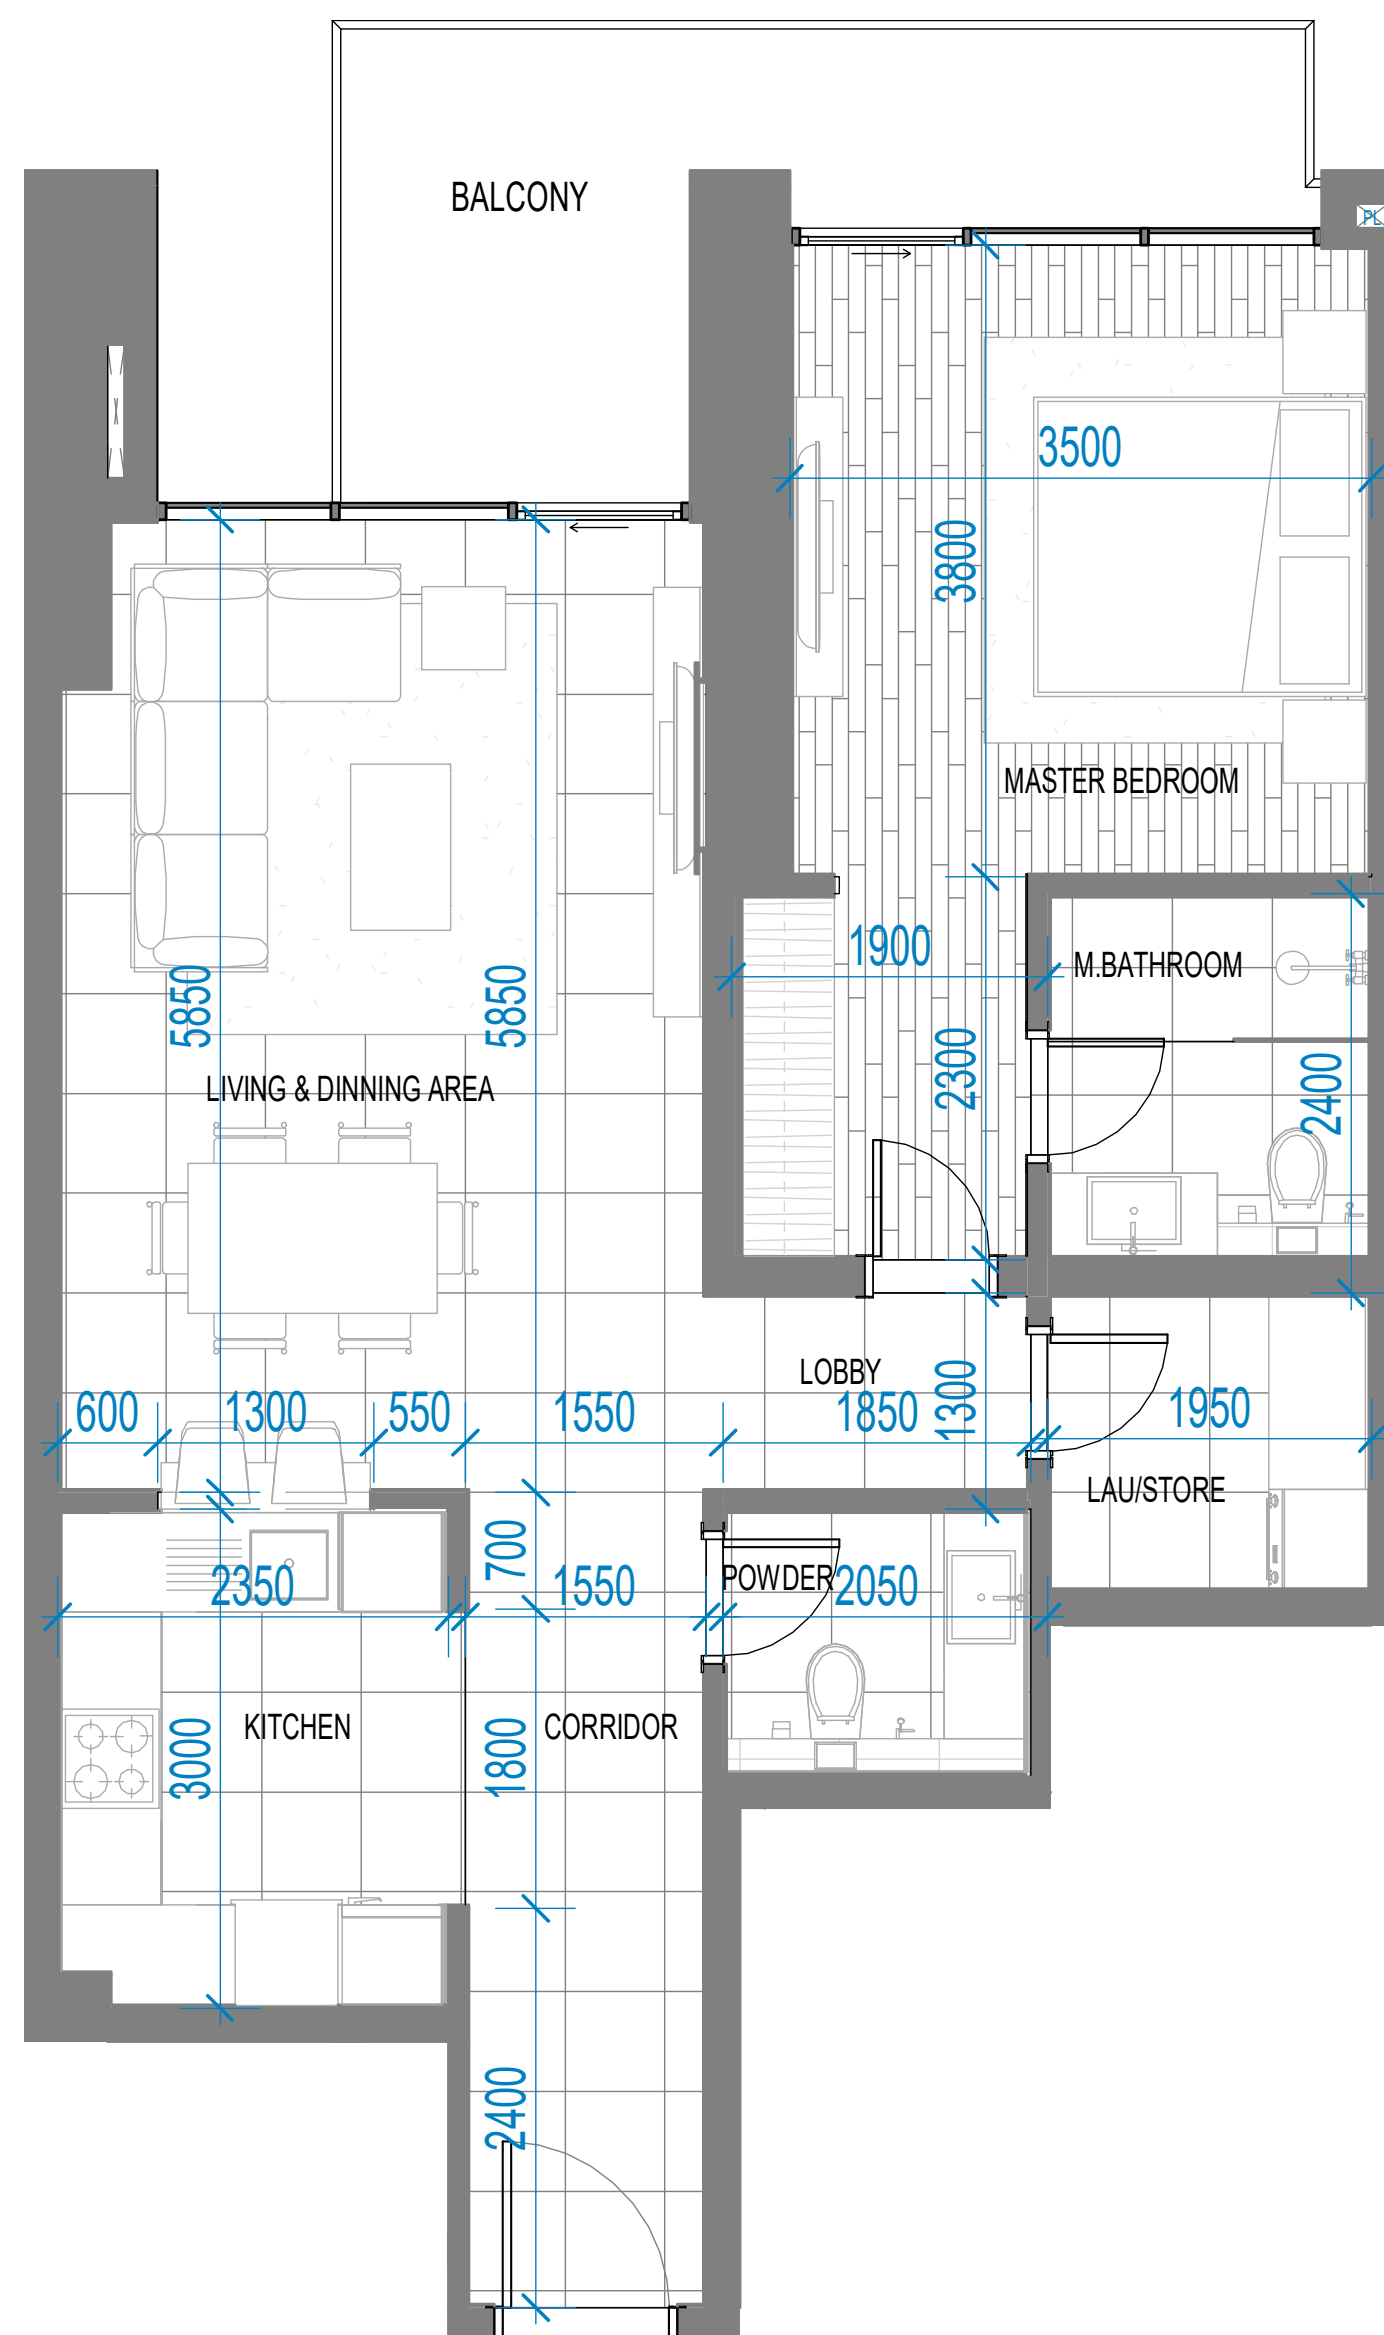 BALCONY
PL
3500
3800
MASTER BEDROOM
1900
M.BATHROOM
5850
5850
2300
2400
LIVING & DINNING AREA
LOBBY
600
1300
550
1550
1850
1300
1950
LAU/STORE
700
2350
1550
POWDER
2050
KITCHEN
CORRIDOR
3000
1800
2400